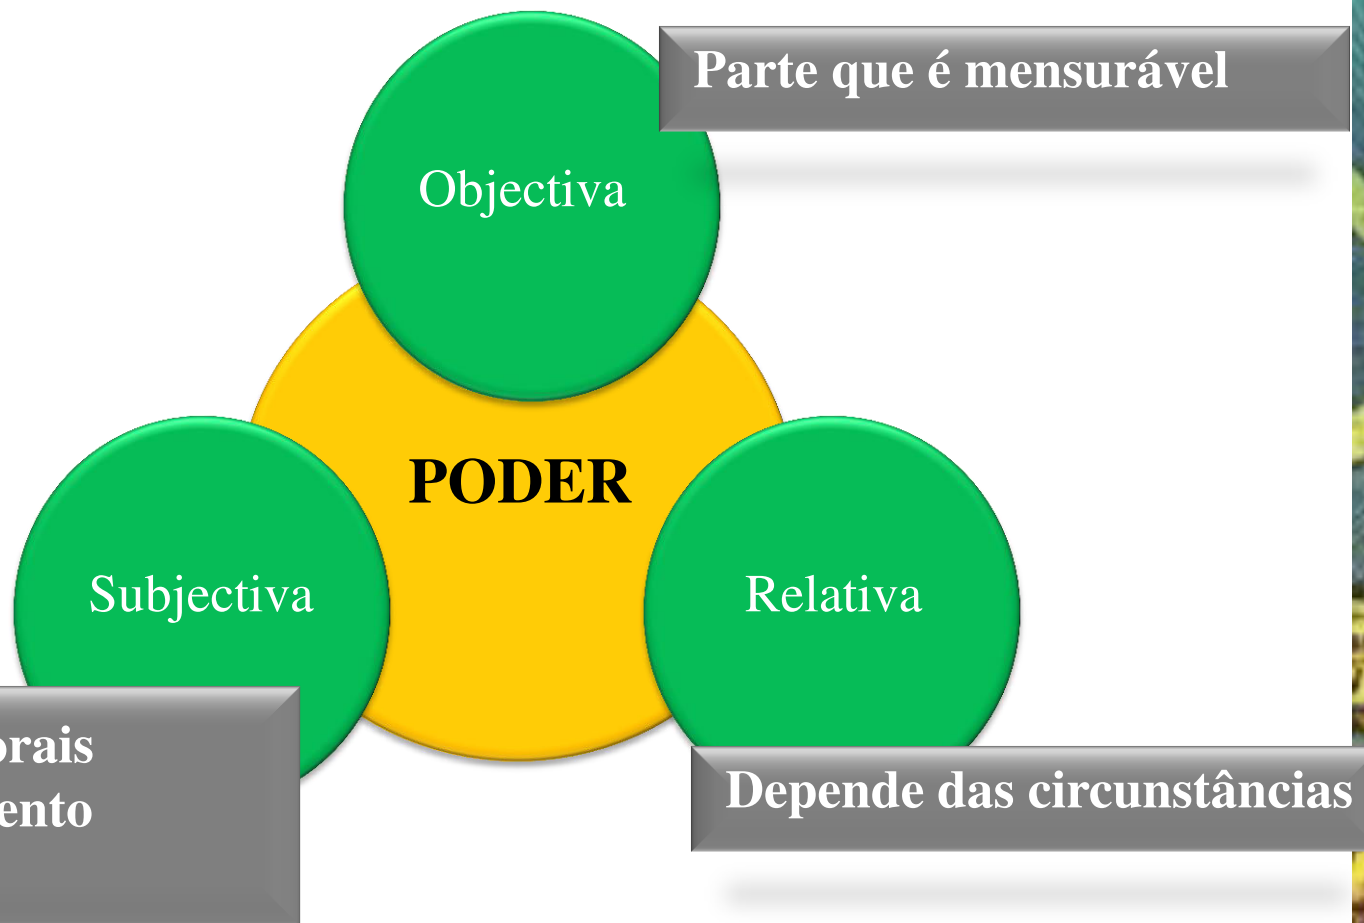 Parte que é mensurável
Objectiva
PODER
Subjectiva
Relativa
Depende das circunstâncias